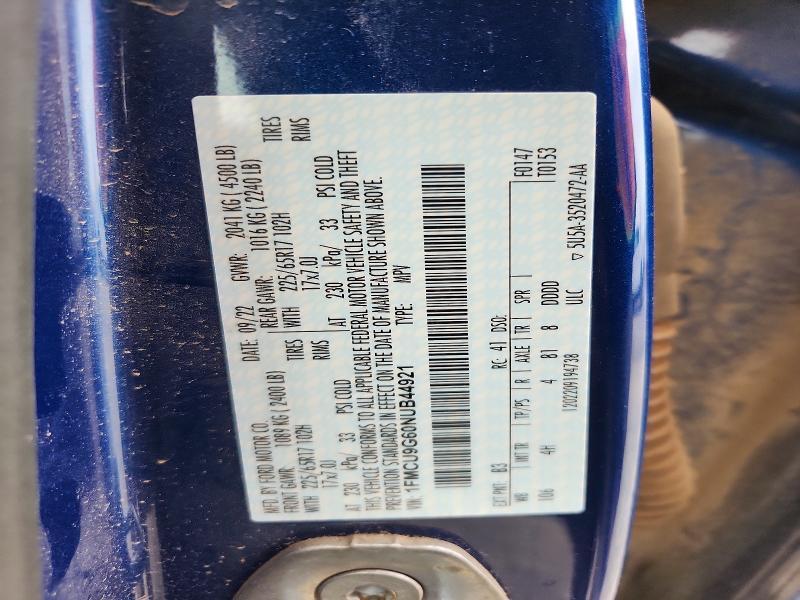 MFD. BY FORD MOTOR CO. DATE: 09/22 GVWR: 2041 KG (4500 LB)
FRONT GAWR: 1089 KG (2400 LB) REAR GAWR: 1016 KG (2240 LB)
WITH 225/65R17 102H TIRES WITH 225/65R17 102H TIRES
17x7.0J RIMS 17x7.0J RIMS
AT 230 kPa/ 33 PSI COLD AT 230 kPa/ 33 PSI COLD
THIS VEHICLE CONFORMS TO ALL APPLICABLE FEDERAL MOTOR VEHICLE SAFETY AND THEFT
PREVENTION STANDARDS IN EFFECT ON THE DATE OF MANUFACTURE SHOWN ABOVE.
VIN: 1FMCU9G60NUB44921 TYPE: MPV
EXT PNT: B3 RC: 41 DSO: F0147
WB INT TR TP/PS R AXLE TR SPR T0153
106 4H 4 B1 8 DDDD
ULC ▽ 5U5A-3520472-AA
1202209194738